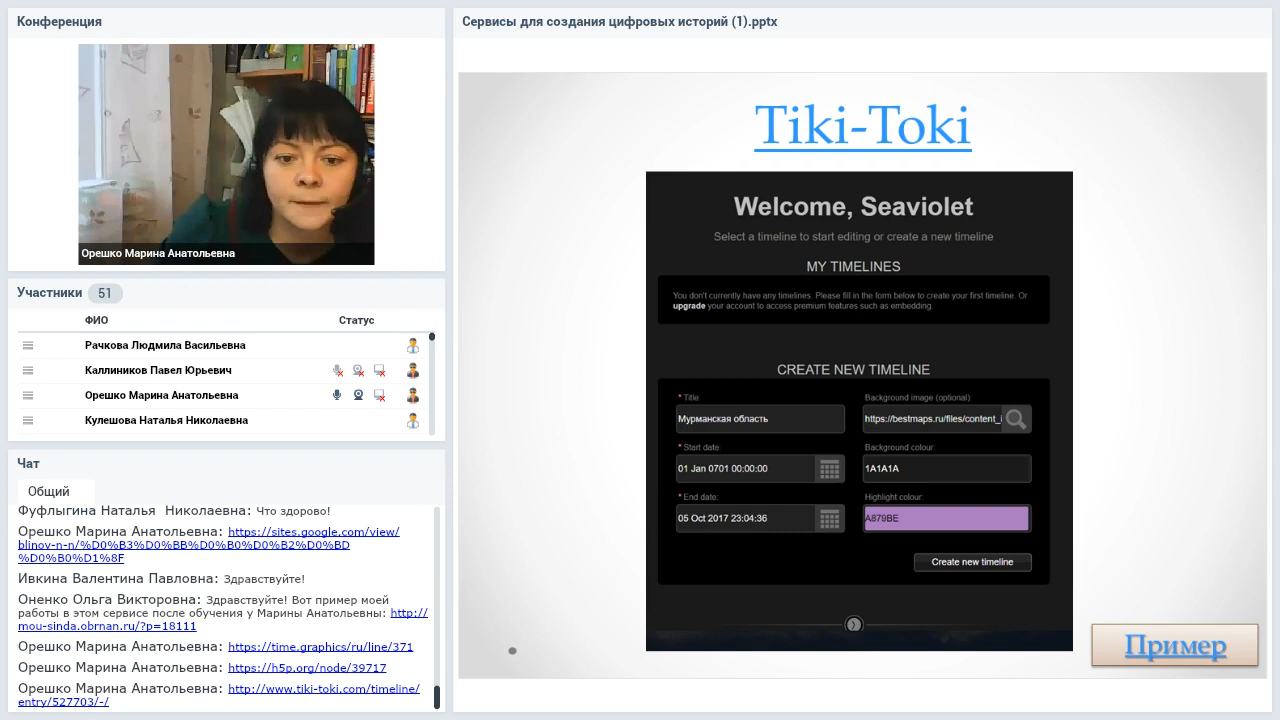 Конференция
Орешко Марина Анатольевна
Участники 51
ФИО Статус
Рачкова Людмила Васильевна
Каллиников Павел Юрьевич
Орешко Марина Анатольевна
Кулешова Наталья Николаевна
Чат
Общий
Фуфлыгина Наталья Николаевна: Что здорово!
Орешко Марина Анатольевна: https://sites.google.com/view/
blinov-n-n/%D0%B3%D0%BB%D0%B0%D0%B2%D0%BD
%D0%B0%D1%8F
Ивкина Валентина Павловна: Здравствуйте!
Оненко Ольга Викторовна: Здравствуйте! Вот пример моей
работы в этом сервисе после обучения у Марины Анатольевны: http://
mou-sinda.obrnan.ru/?p=18111
Орешко Марина Анатольевна: https://time.graphics/ru/line/371
Орешко Марина Анатольевна: https://h5p.org/node/39717
Орешко Марина Анатольевна: http://www.tiki-toki.com/timeline/
entry/527703/-/
Сервисы для создания цифровых историй (1).pptx
Tiki-Toki
Welcome, Seaviolet
Select a timeline to start editing or create a new timeline
MY TIMELINES
You don't currently have any timelines. Please fill in the form below to create your first timeline. Or
upgrade your account to access premium features such as embedding.
CREATE NEW TIMELINE
* Title Background image (optional):
Мурманская область https://bestmaps.ru/files/content_i
* Start date: Background colour:
01 Jan 0701 00:00:00 1A1A1A
* End date: Highlight colour:
05 Oct 2017 23:04:36 A879BE
Create new timeline
Пример